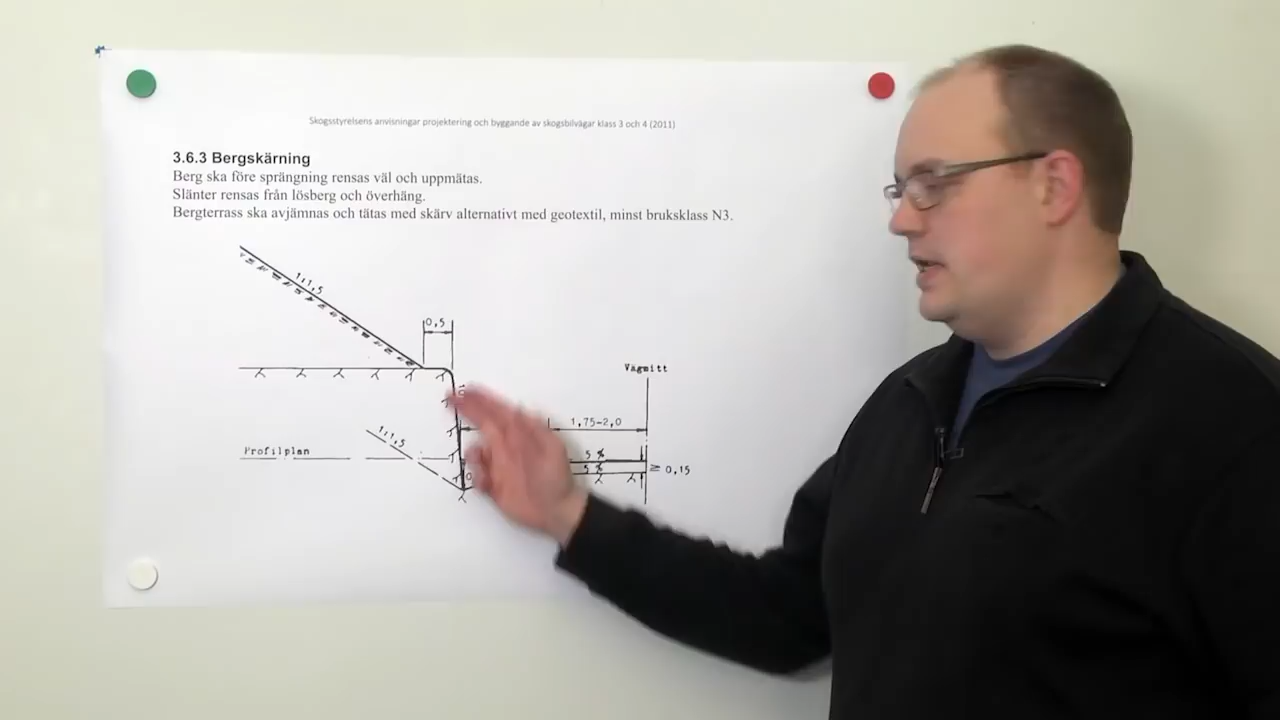 Skogsstyrelsens anvisningar projektering och byggande av skogsbilvägar klass 3 och 4 (2011)
3.6.3 Bergskärning
Berg ska före sprängning rensas väl och uppmätas.
Slänter rensas från lösberg och överhäng.
Bergterrass ska avjämnas och tätas med skärv alternativt med geotextil, minst bruksklass N3.
1:1,5
0,5
Vägmitt
1,75-2,0
1:1,5
Profilplan
5 %
5 %
≥ 0,15